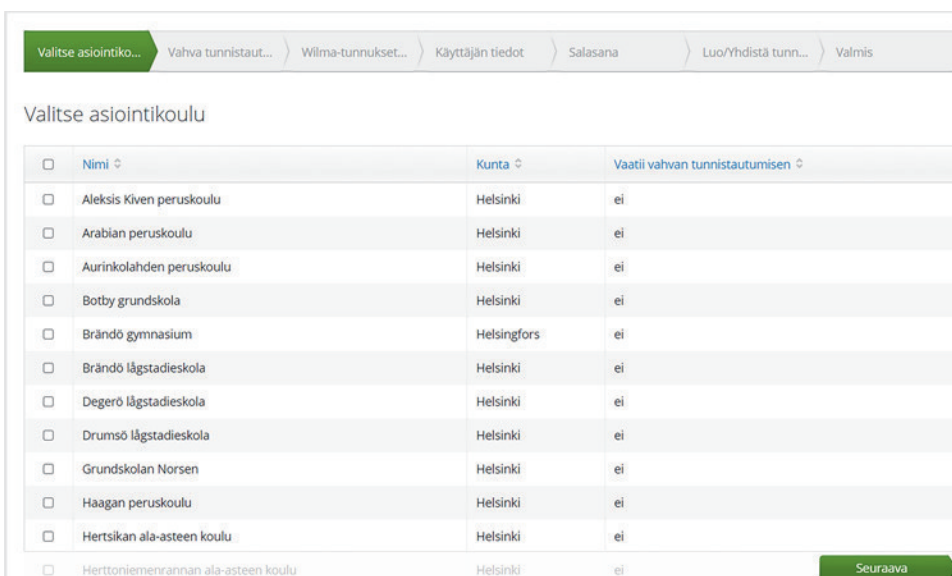 Valitse asiointiko... Vahva tunnistaut... Wilma-tunnukset... Käyttäjän tiedot Salasana Luo/Yhdistä tunn... Valmis
Valitse asiointikoulu
Nimi Kunta Vaatii vahvan tunnistautumisen
Aleksis Kiven peruskoulu Helsinki ei
Arabian peruskoulu Helsinki ei
Aurinkolahden peruskoulu Helsinki ei
Botby grundskola Helsinki ei
Brändö gymnasium Helsingfors ei
Brändö lågstadieskola Helsinki ei
Degerö lågstadieskola Helsinki ei
Drumsö lågstadieskola Helsinki ei
Grundskolan Norsen Helsinki ei
Haagan peruskoulu Helsinki ei
Hertsikan ala-asteen koulu Helsinki ei
Herttoniemenrannan ala-asteen koulu Helsinki ei
Seuraava